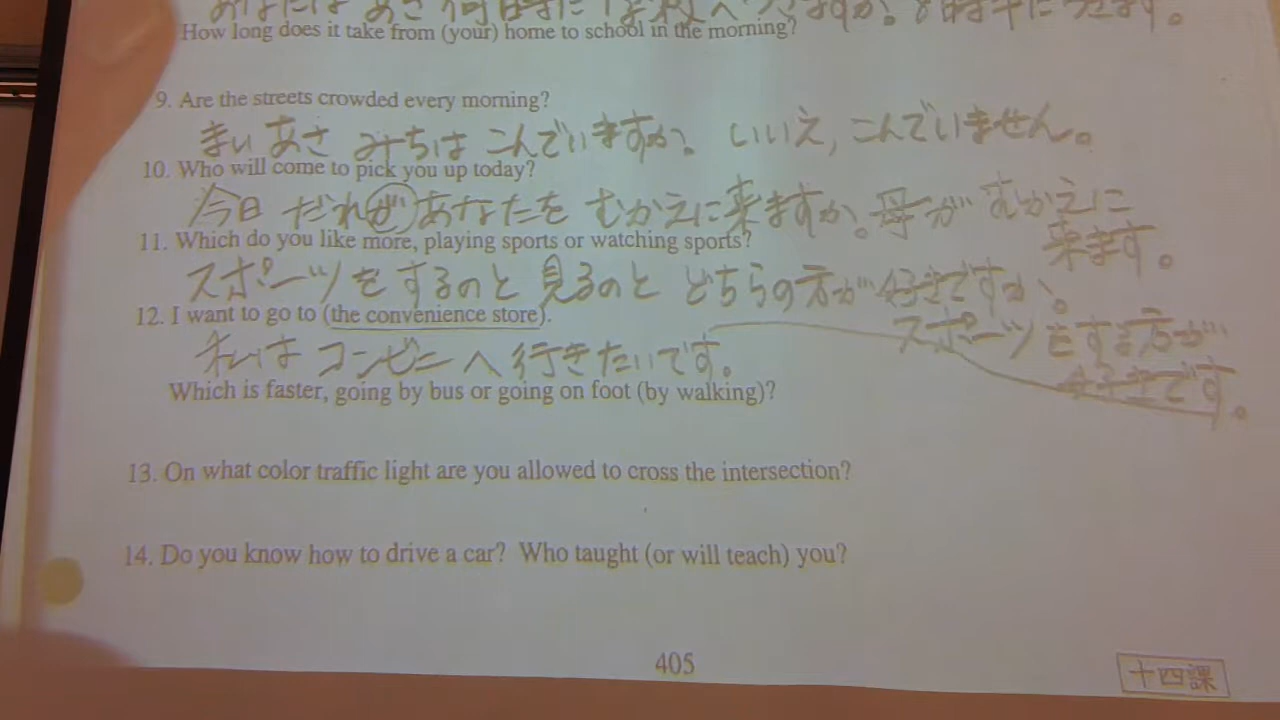 How long does it take from (your) home to school in the morning?
9. Are the streets crowded every morning?
まいあさ みちは こんでいますか。 いいえ, こんでいません。
10. Who will come to pick you up today?
今日 だれが あなたを むかえに来ますか。母が むかえに
来ます。
11. Which do you like more, playing sports or watching sports?
スポーツをするのと 見るのと どちらの方が 好きですか。
スポーツをする方が
好きです。
12. I want to go to (the convenience store).
私は コンビニへ 行きたいです。
Which is faster, going by bus or going on foot (by walking)?
13. On what color traffic light are you allowed to cross the intersection?
14. Do you know how to drive a car? Who taught (or will teach) you?
405
十四課